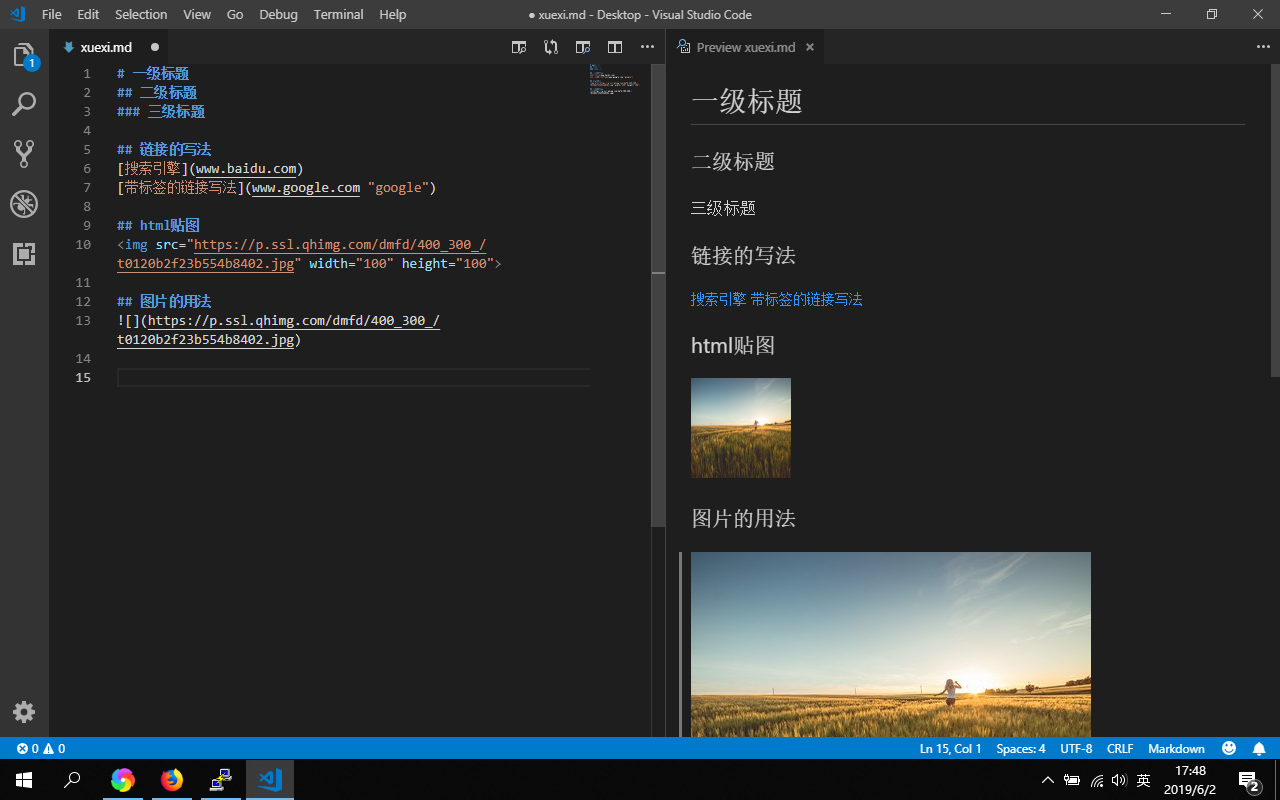 File Edit Selection View Go Debug Terminal Help
● xuexi.md - Desktop - Visual Studio Code
xuexi.md
Preview xuexi.md
1
1 # 一级标题
2 ## 二级标题
3 ### 三级标题
4
5 ## 链接的写法
6 [搜索引擎](www.baidu.com)
7 [带标签的链接写法](www.google.com "google")
8
9 ## html贴图
10 <img src="https://p.ssl.qhimg.com/dmfd/400_300_/
t0120b2f23b554b8402.jpg" width="100" height="100">
11
12 ## 图片的用法
13 ![](https://p.ssl.qhimg.com/dmfd/400_300_/
t0120b2f23b554b8402.jpg)
14
15
一级标题
二级标题
三级标题
链接的写法
搜索引擎 带标签的链接写法
html贴图
图片的用法
0 0
Ln 15, Col 1 Spaces: 4 UTF-8 CRLF Markdown
英
17:48
2019/6/2
2